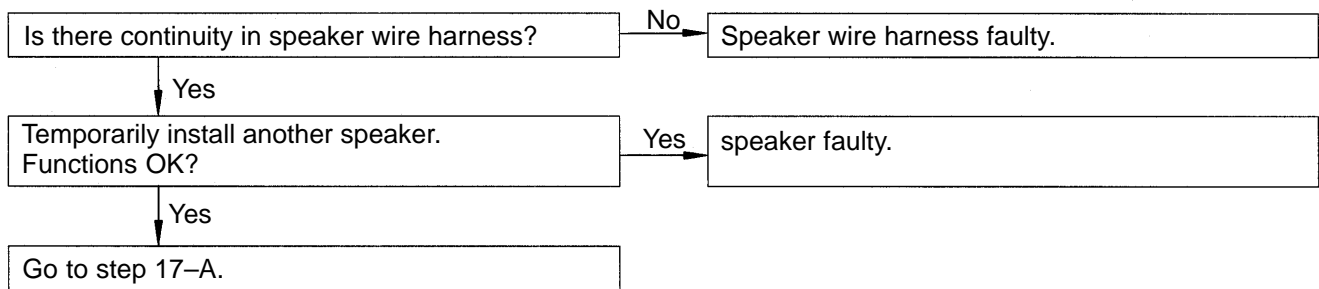 Is there continuity in speaker wire harness?
No
Speaker wire harness faulty.
Yes
Temporarily install another speaker.
Functions OK?
Yes
speaker faulty.
Yes
Go to step 17–A.